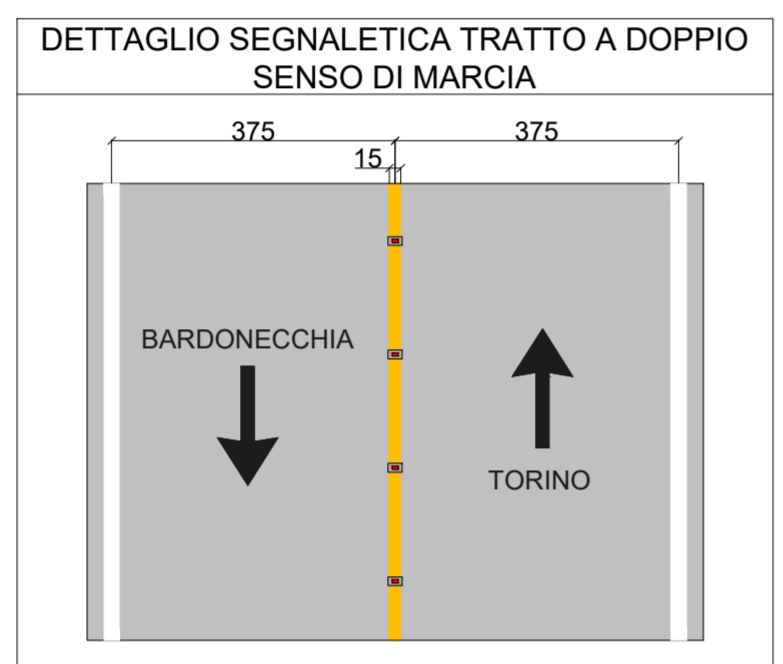 DETTAGLIO SEGNALETICA TRATTO A DOPPIO
SENSO DI MARCIA
375
375
15
BARDONECCHIA
TORINO